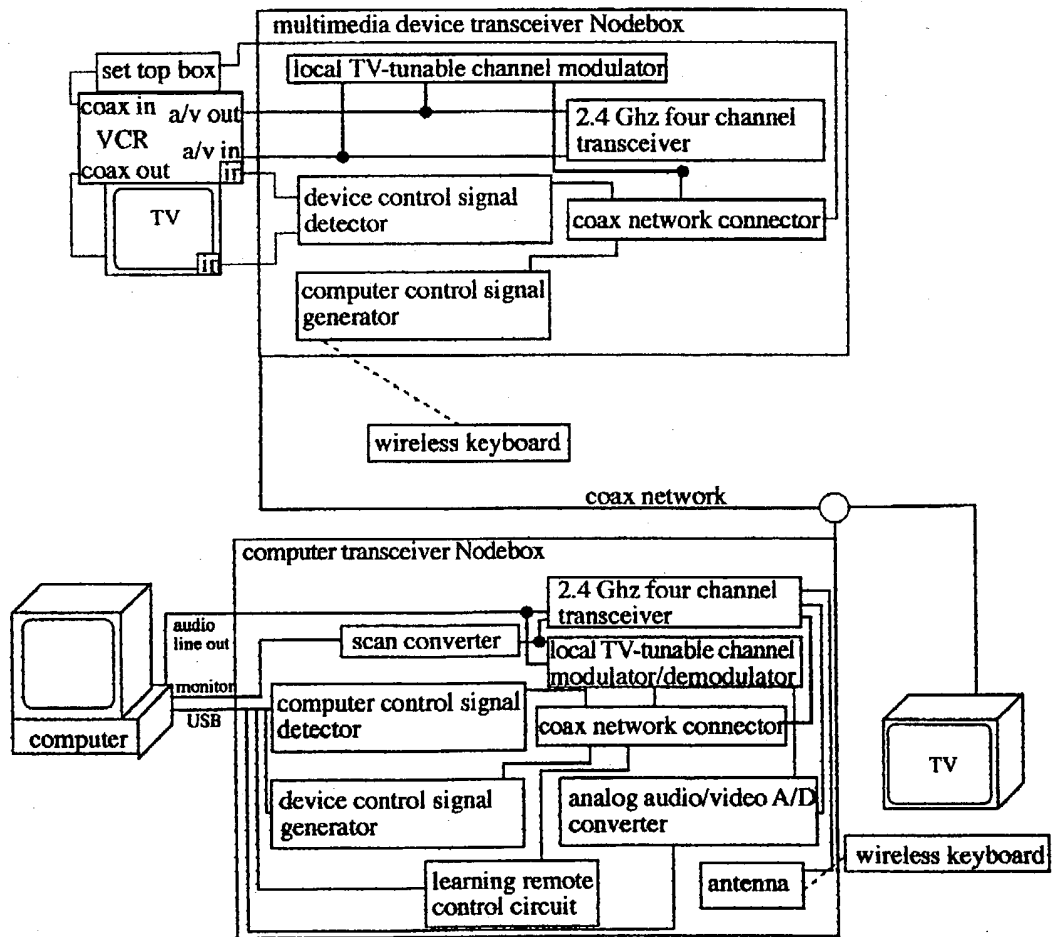 multimedia device transceiver Nodebox
set top box
local TV-tunable channel modulator
coax in
a/v out
VCR
a/v in
coax out
ir
2.4 Ghz four channel
transceiver
TV
ir
device control signal
detector
coax network connector
computer control signal
generator
wireless keyboard
coax network
computer transceiver Nodebox
2.4 Ghz four channel
transceiver
audio
line out
scan converter
local TV-tunable channel
modulator/demodulator
monitor
USB
computer
computer control signal
detector
coax network connector
TV
device control signal
generator
analog audio/video A/D
converter
wireless keyboard
learning remote
control circuit
antenna